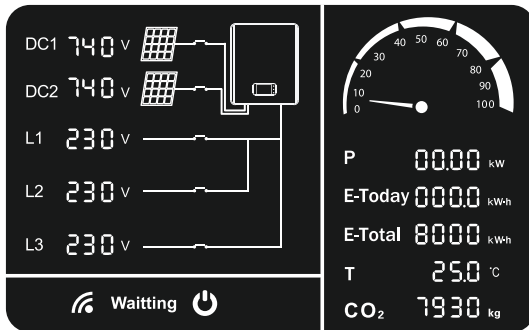 DC1 740 V
DC2 740 V
L1 230 V
L2 230 V
L3 230 V
Waitting
0 10 20 30 40 50 60 70 80 90 100
P 00.00 kW
E-Today 000.0 kW·h
E-Total 8000 kW·h
T 25.0 °C
CO₂ 7930 kg